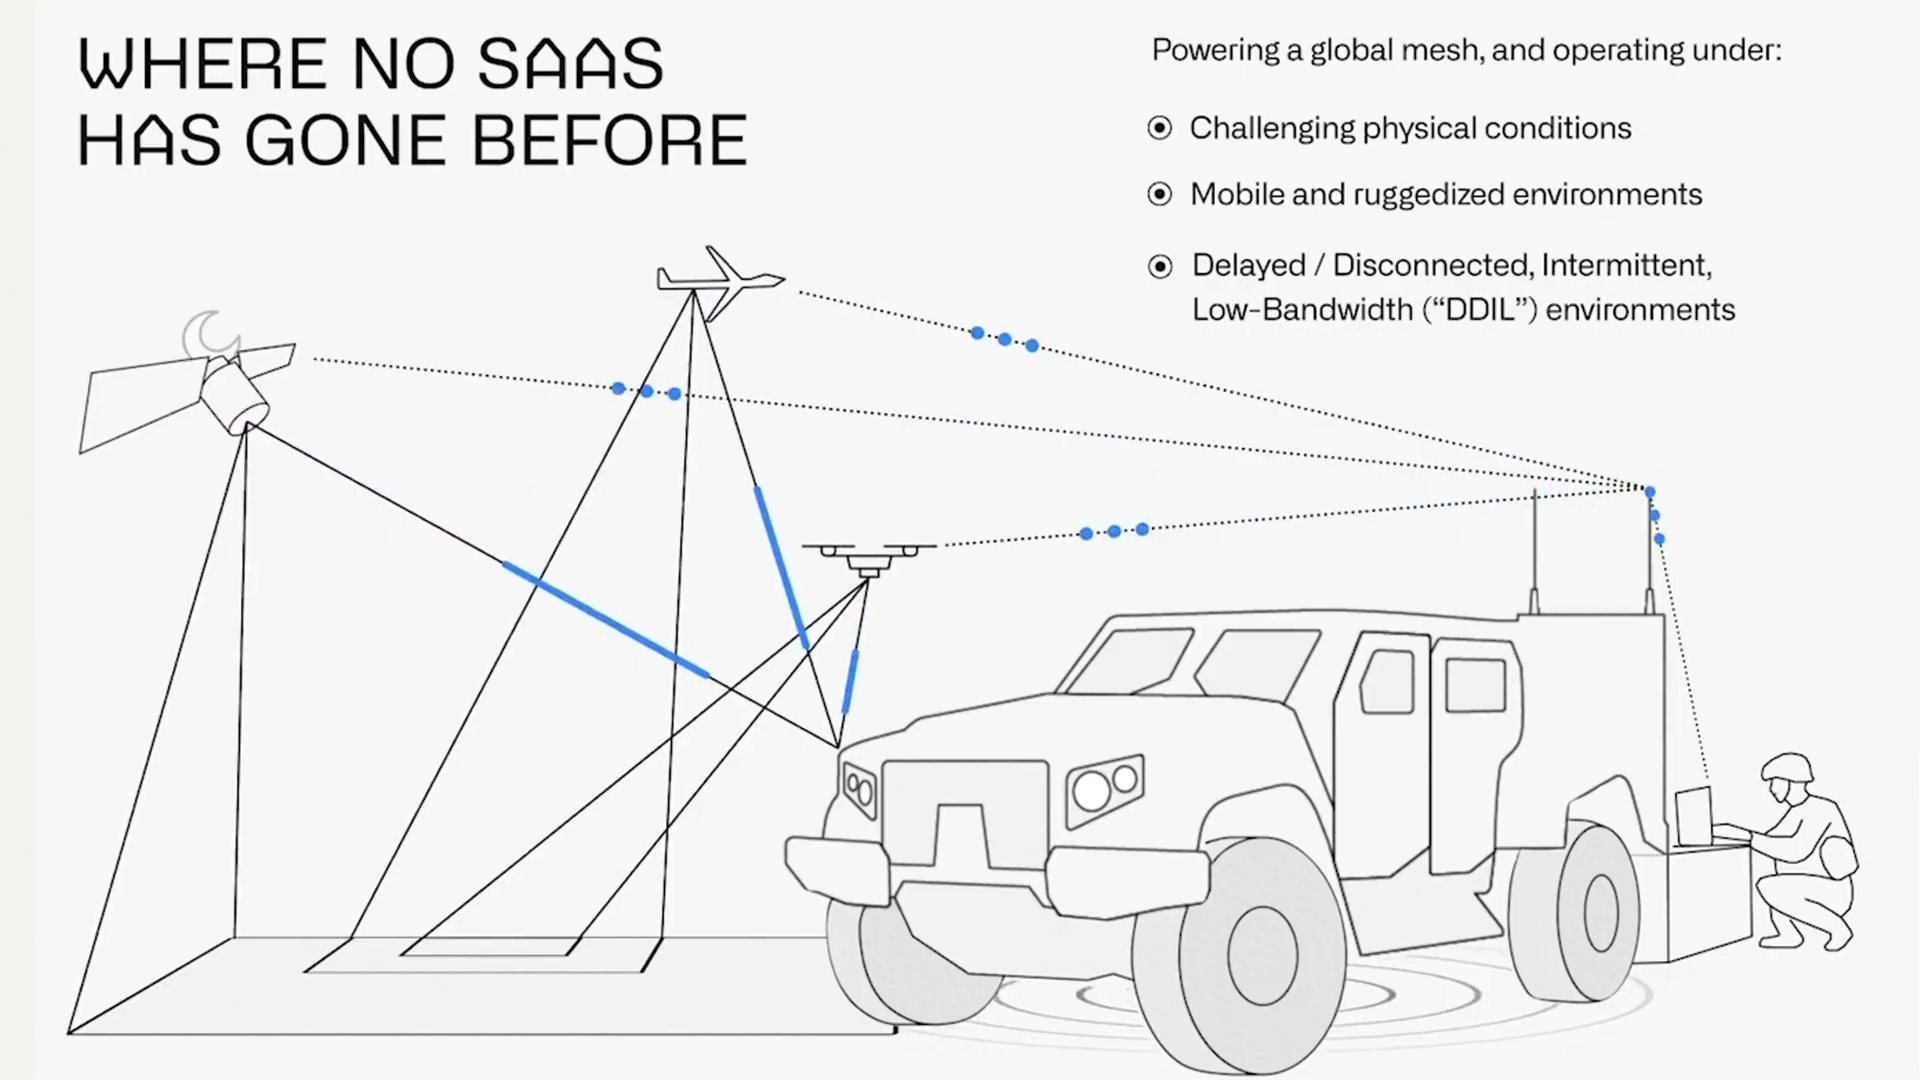 WHERE NO SAAS
HAS GONE BEFORE
Powering a global mesh, and operating under:
Challenging physical conditions
Mobile and ruggedized environments
Delayed / Disconnected, Intermittent,
Low-Bandwidth (“DDIL”) environments